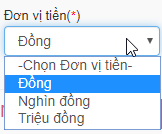 Đơn vị tiền(*)
Đồng
-Chọn Đơn vị tiền-
Đồng
Nghìn đồng
Triệu đồng